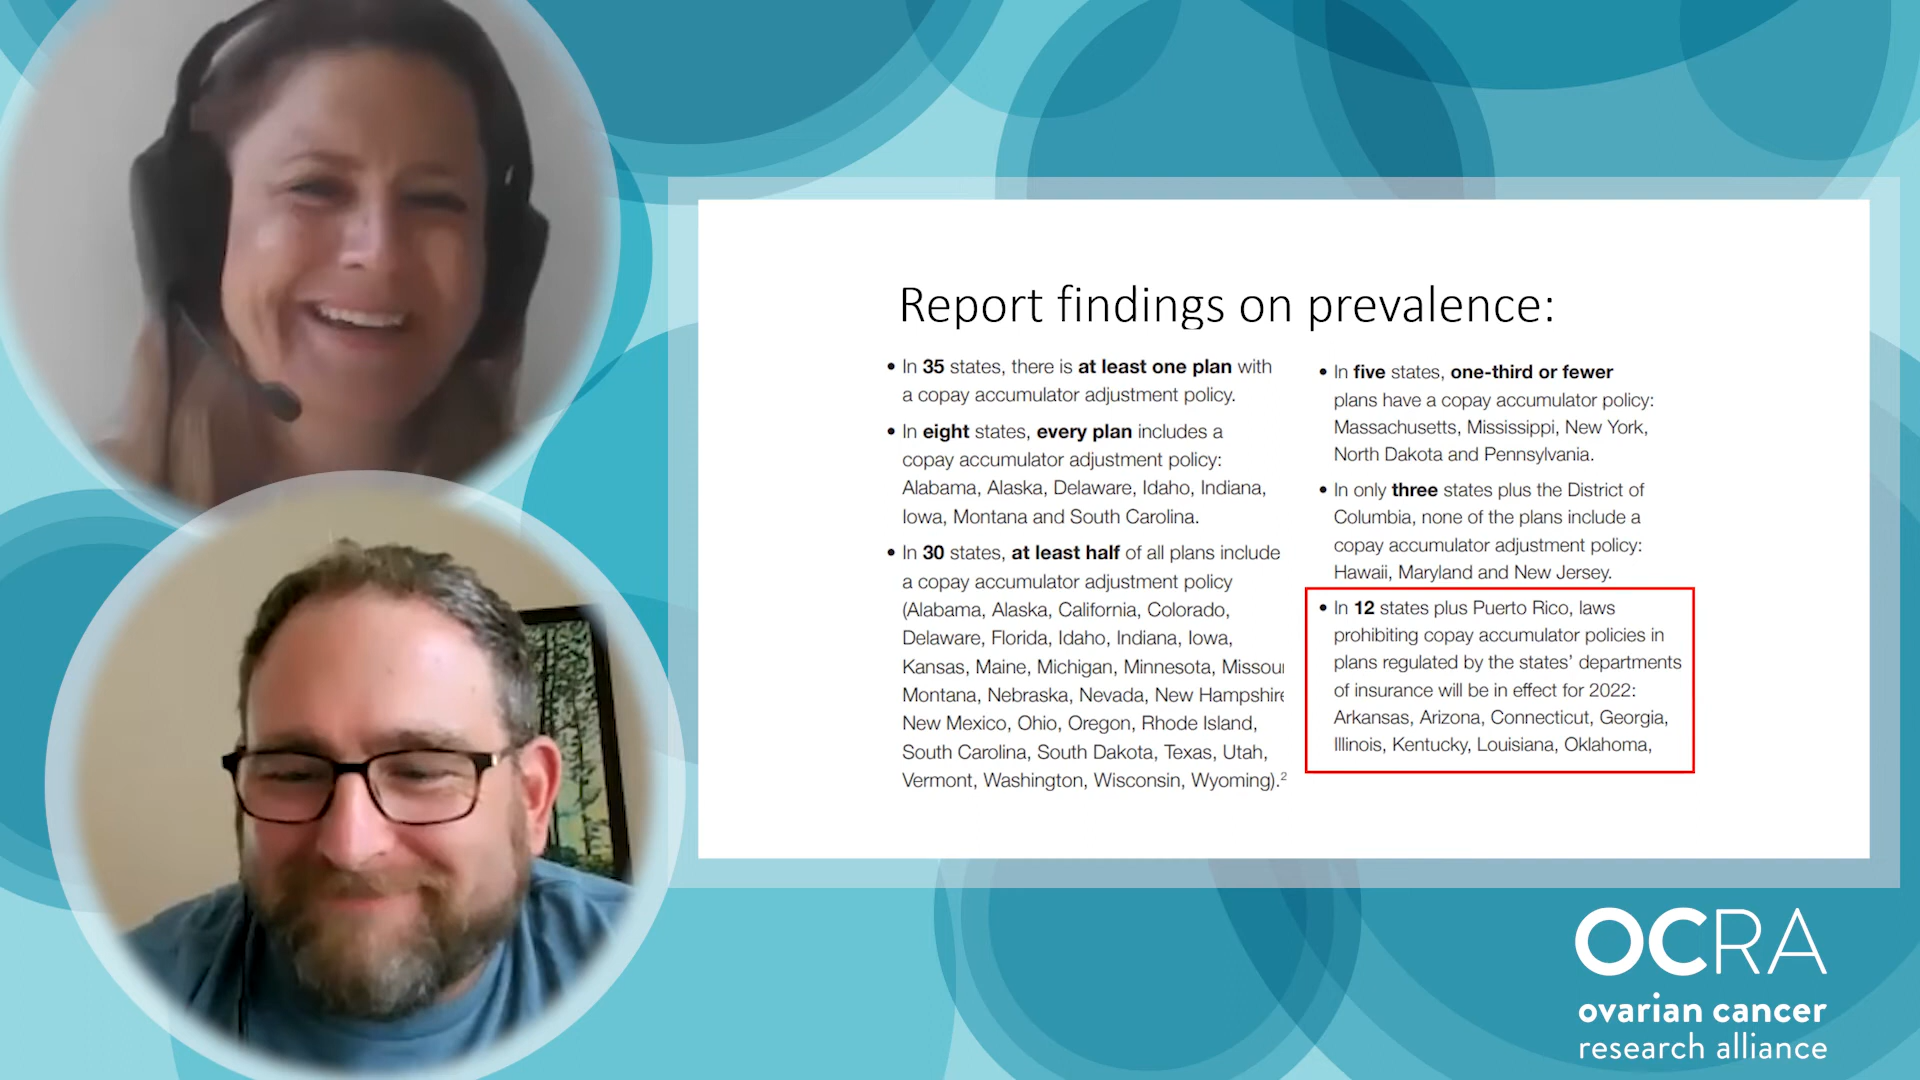 Report findings on prevalence:
• In 35 states, there is at least one plan with
a copay accumulator adjustment policy.
• In eight states, every plan includes a
copay accumulator adjustment policy:
Alabama, Alaska, Delaware, Idaho, Indiana,
Iowa, Montana and South Carolina.
• In 30 states, at least half of all plans include
a copay accumulator adjustment policy
(Alabama, Alaska, California, Colorado,
Delaware, Florida, Idaho, Indiana, Iowa,
Kansas, Maine, Michigan, Minnesota, Missour
Montana, Nebraska, Nevada, New Hampshire
New Mexico, Ohio, Oregon, Rhode Island,
South Carolina, South Dakota, Texas, Utah,
Vermont, Washington, Wisconsin, Wyoming).²
• In five states, one-third or fewer
plans have a copay accumulator policy:
Massachusetts, Mississippi, New York,
North Dakota and Pennsylvania.
• In only three states plus the District of
Columbia, none of the plans include a
copay accumulator adjustment policy:
Hawaii, Maryland and New Jersey.
• In 12 states plus Puerto Rico, laws
prohibiting copay accumulator policies in
plans regulated by the states’ departments
of insurance will be in effect for 2022:
Arkansas, Arizona, Connecticut, Georgia,
Illinois, Kentucky, Louisiana, Oklahoma,
OCRA
ovarian cancer
research alliance